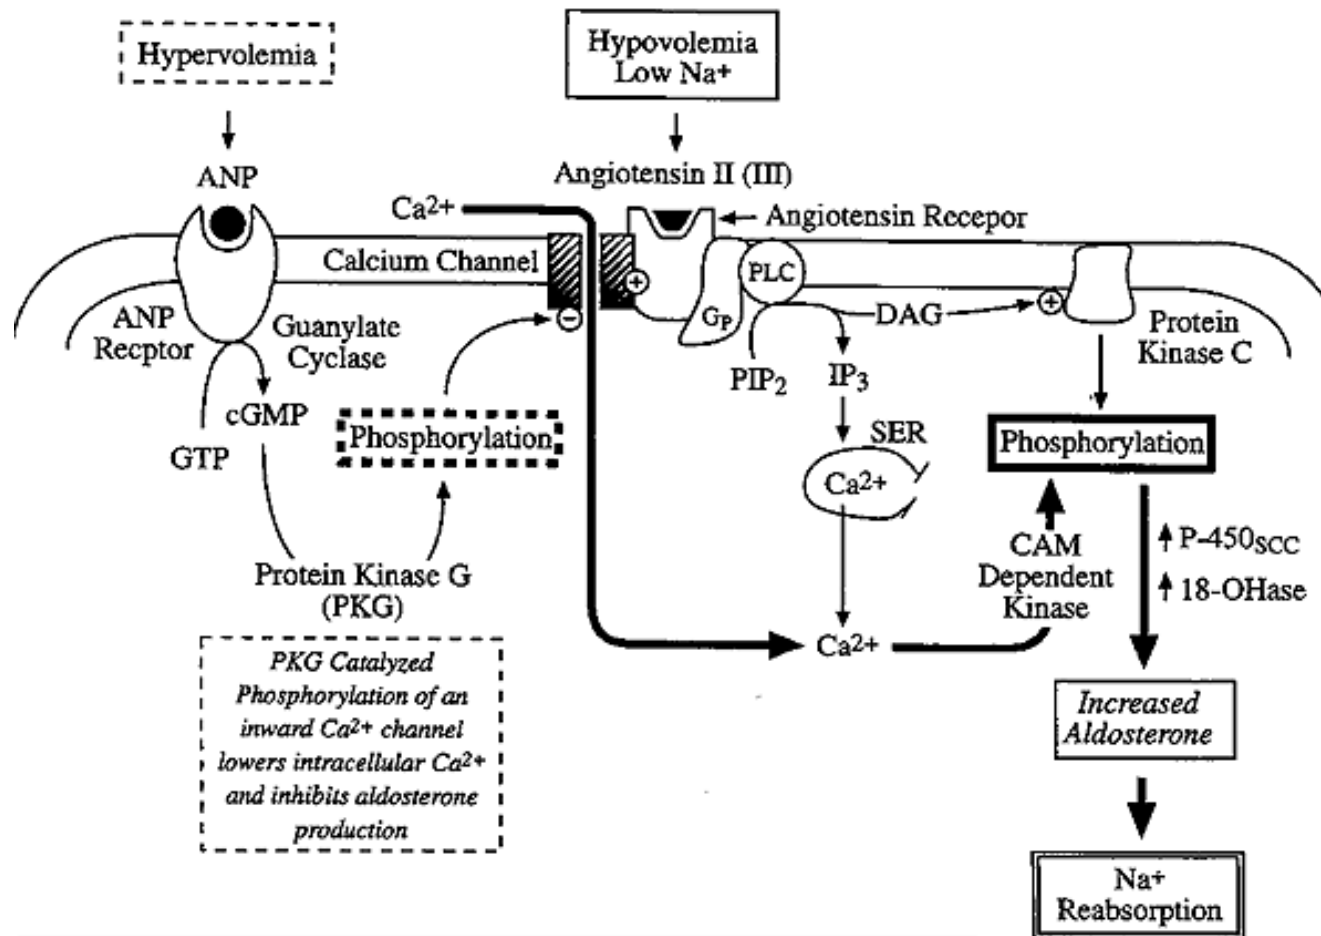 Hypervolemia
Hypovolemia
Low Na+
ANP
Angiotensin II (III)
Ca2+
Angiotensin Recepor
Calcium Channel
+
PLC
GP
DAG
+
−
ANP
Recptor
Guanylate
Cyclase
Protein
Kinase C
PIP2
IP3
cGMP
GTP
Phosphorylation
SER
Ca2+
Phosphorylation
CAM
Dependent
Kinase
P-450SCC
18-OHase
Protein Kinase G
(PKG)
Ca2+
PKG Catalyzed
Phosphorylation of an
inward Ca2+ channel
lowers intracellular Ca2+
and inhibits aldosterone
production
Increased
Aldosterone
Na+
Reabsorption